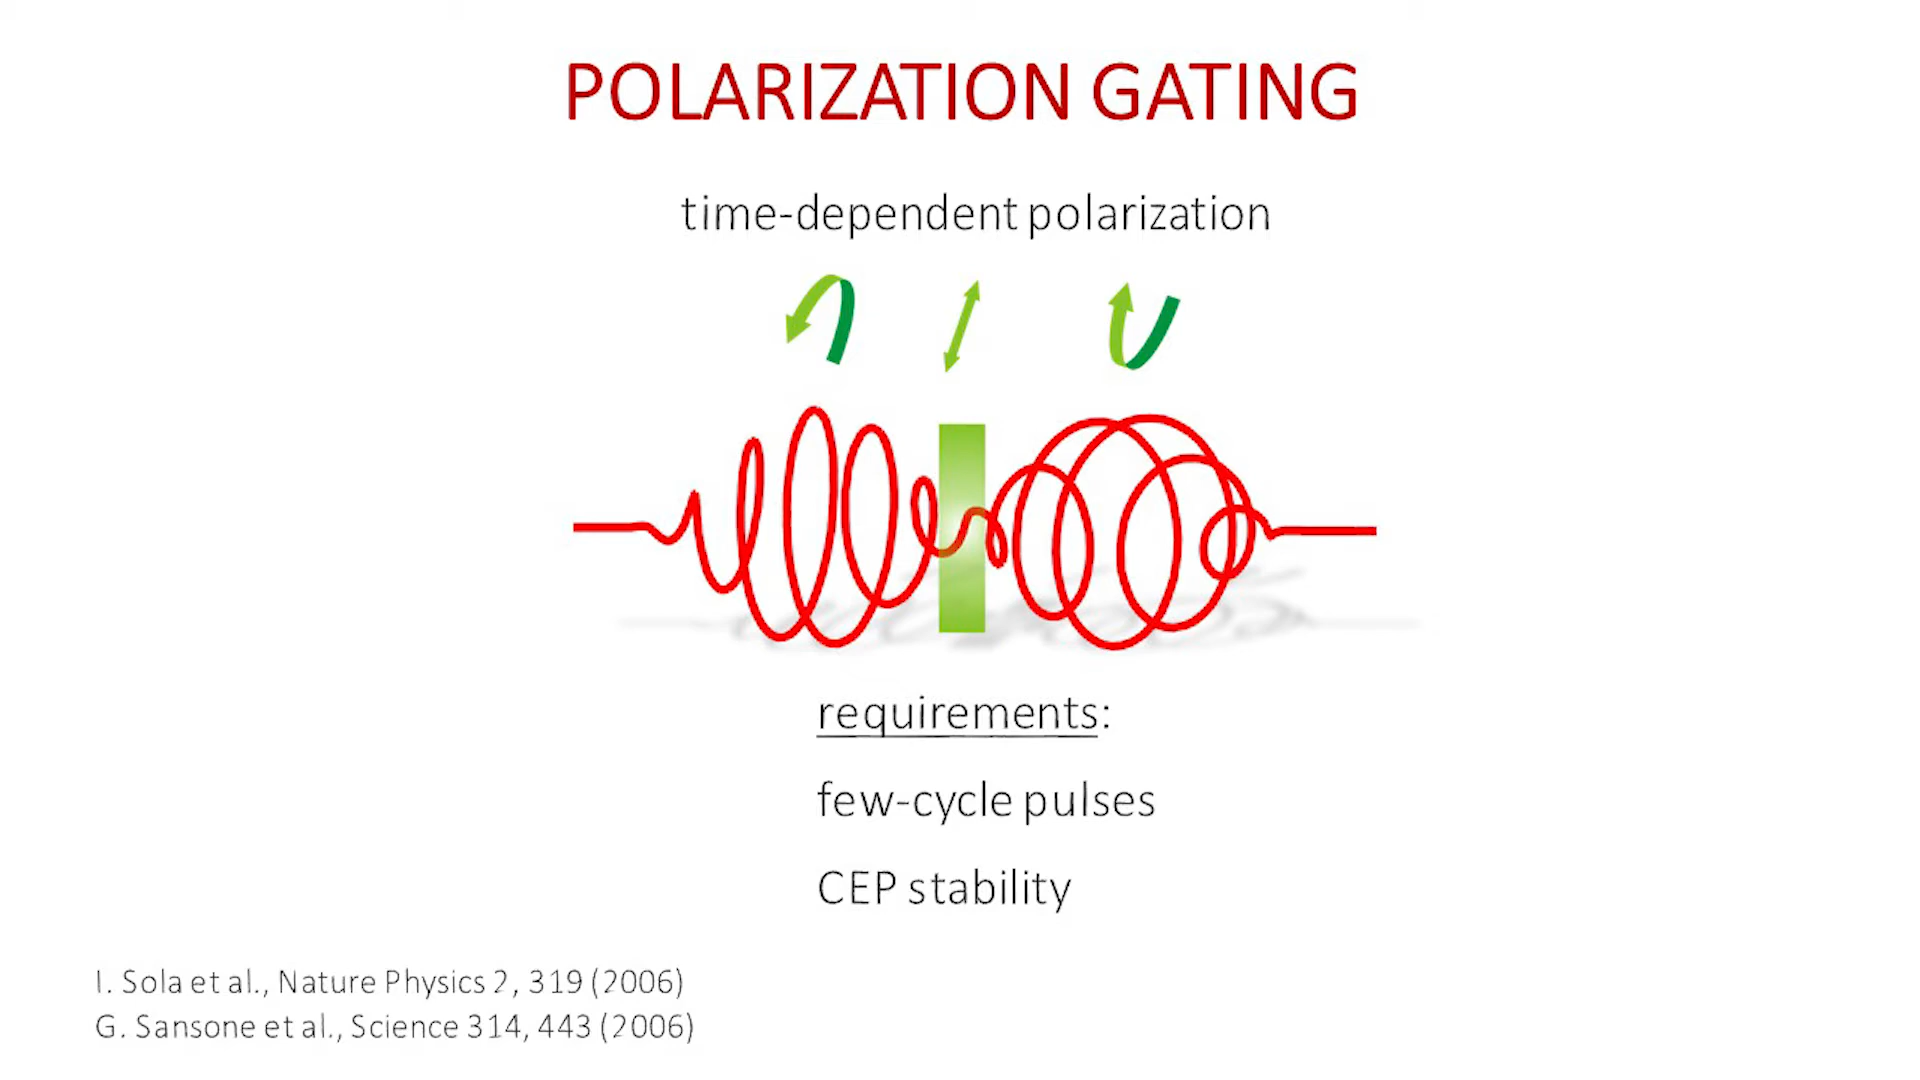 POLARIZATION GATING
time-dependent polarization
requirements:
few-cycle pulses
CEP stability
I. Sola et al., Nature Physics 2, 319 (2006)
G. Sansone et al., Science 314, 443 (2006)